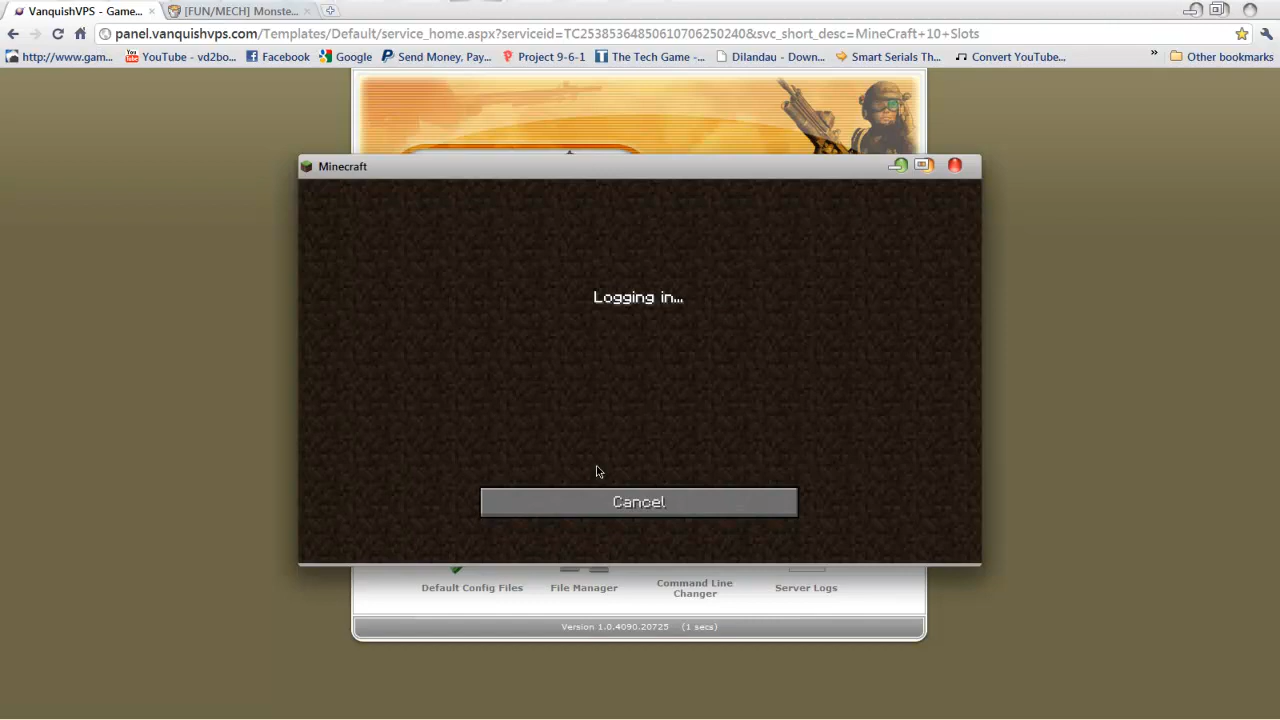 VanquishVPS - Game...
[FUN/MECH] Monste...
panel.vanquishvps.com/Templates/Default/service_home.aspx?serviceid=TC25385364850610706250240&svc_short_desc=MineCraft+10+Slots
http://www.gam...
YouTube - vd2bo...
Facebook
Google
Send Money, Pay...
Project 9-6-1
The Tech Game -...
Dilandau - Down...
Smart Serials Th...
Convert YouTube...
»
Other bookmarks
Minecraft
Logging in...
Cancel
Default Config Files
File Manager
Command Line
Changer
Server Logs
Version 1.0.4090.20725 (1 secs)